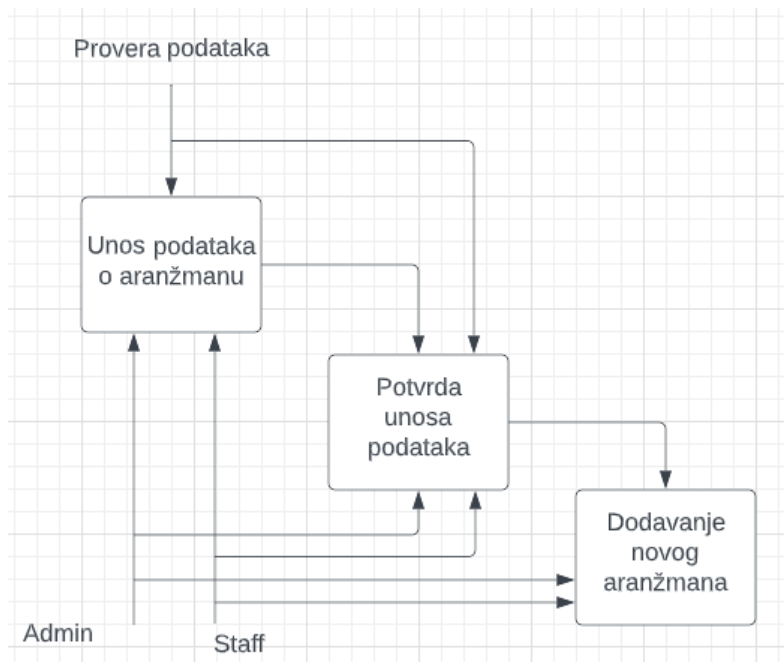 Provera podataka
Unos podataka
o aranžmanu
Potvrda
unosa
podataka
Dodavanje
novog
aranžmana
Admin
Staff